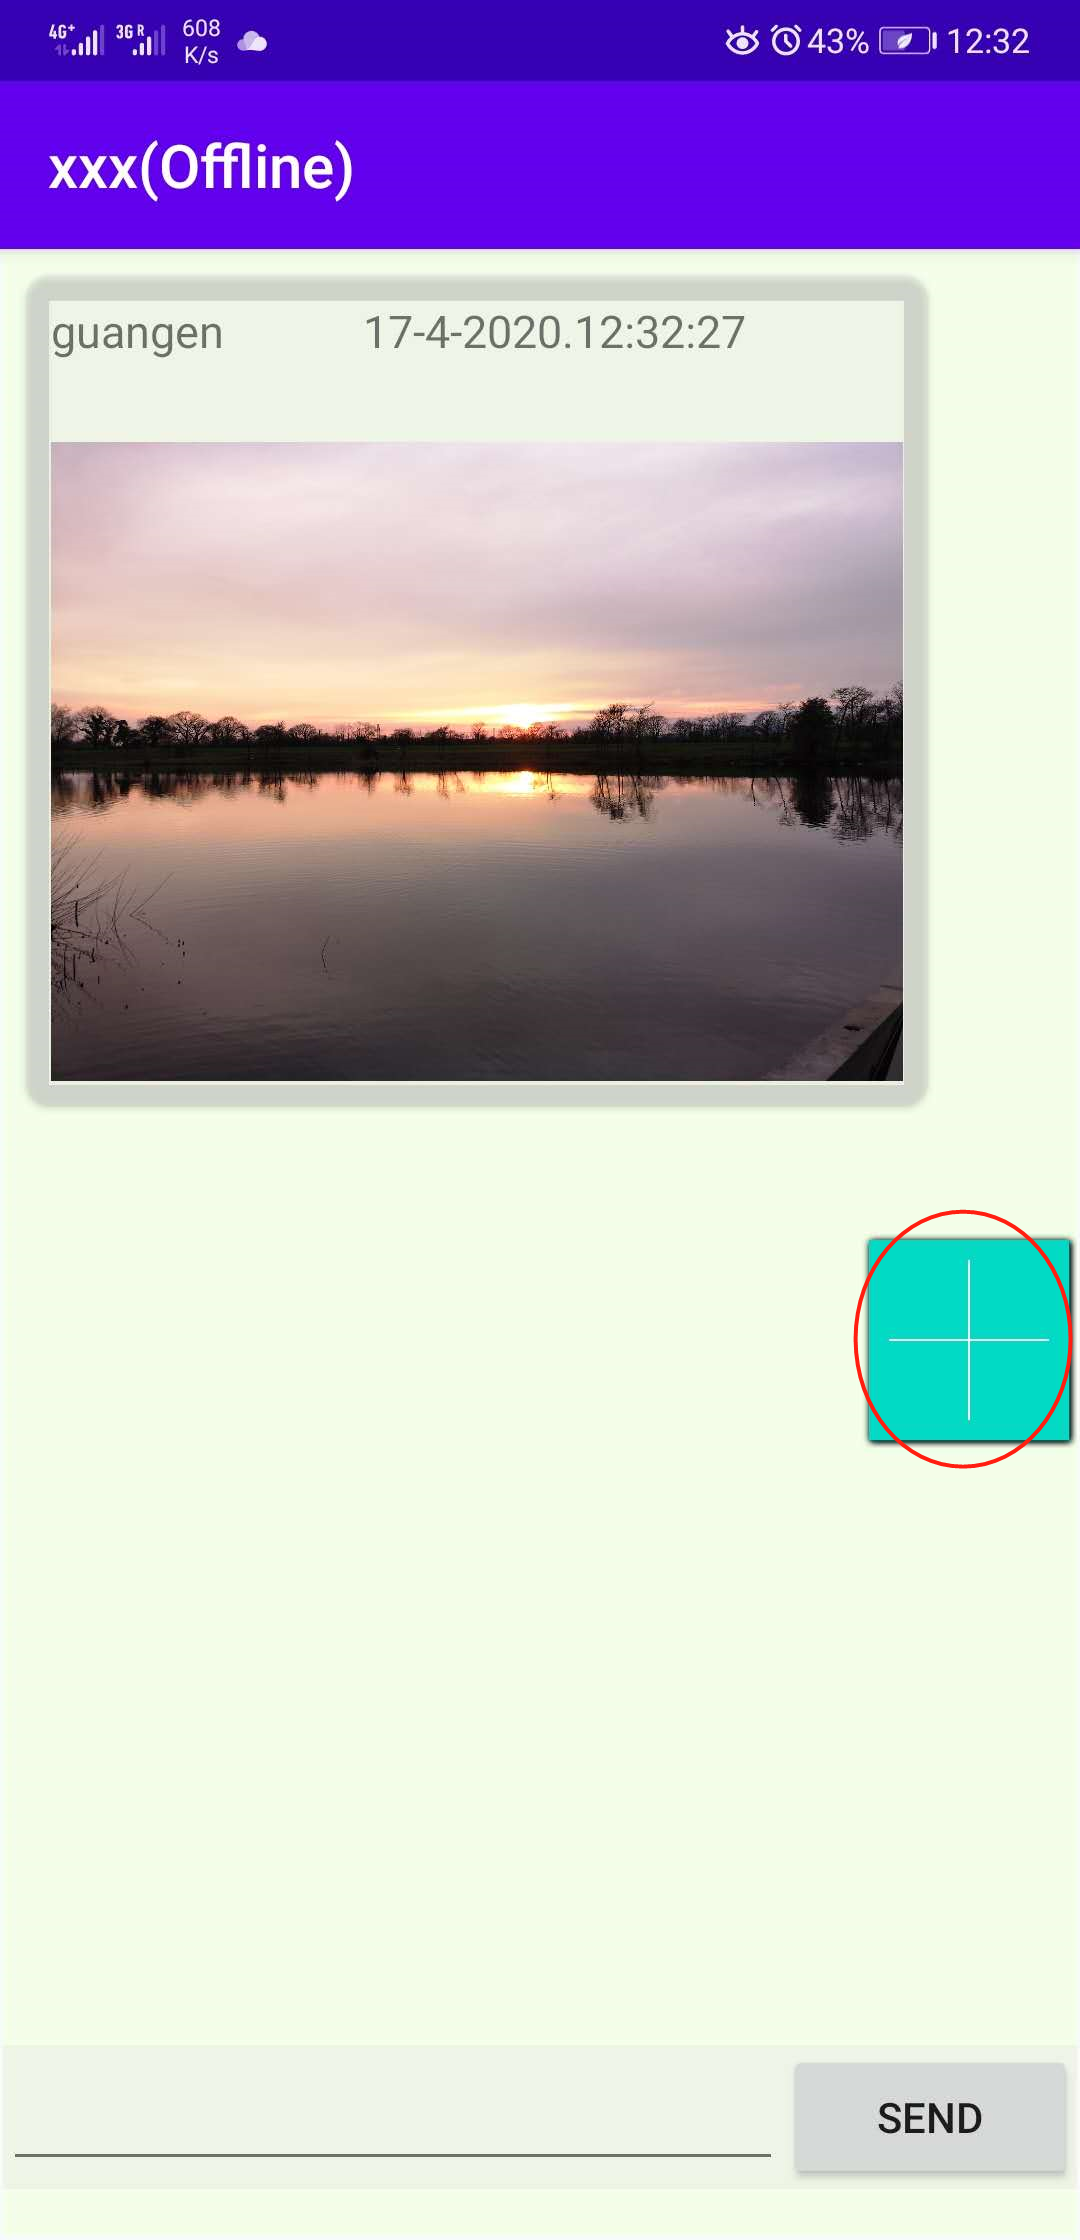 4G+ 3G R 608 K/s 43% 12:32
xxx(Offline)
guangen 17-4-2020.12:32:27
SEND